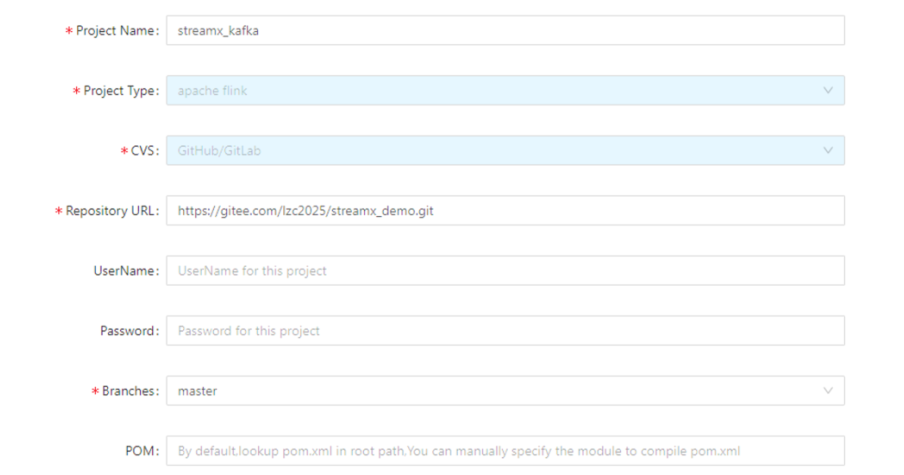 * Project Name: streamx_kafka
* Project Type: apache flink
* CVS: GitHub/GitLab
* Repository URL: https://gitee.com/lzc2025/streamx_demo.git
UserName: UserName for this project
Password: Password for this project
* Branches: master
POM: By default.lookup pom.xml in root path.You can manually specify the module to compile pom.xml